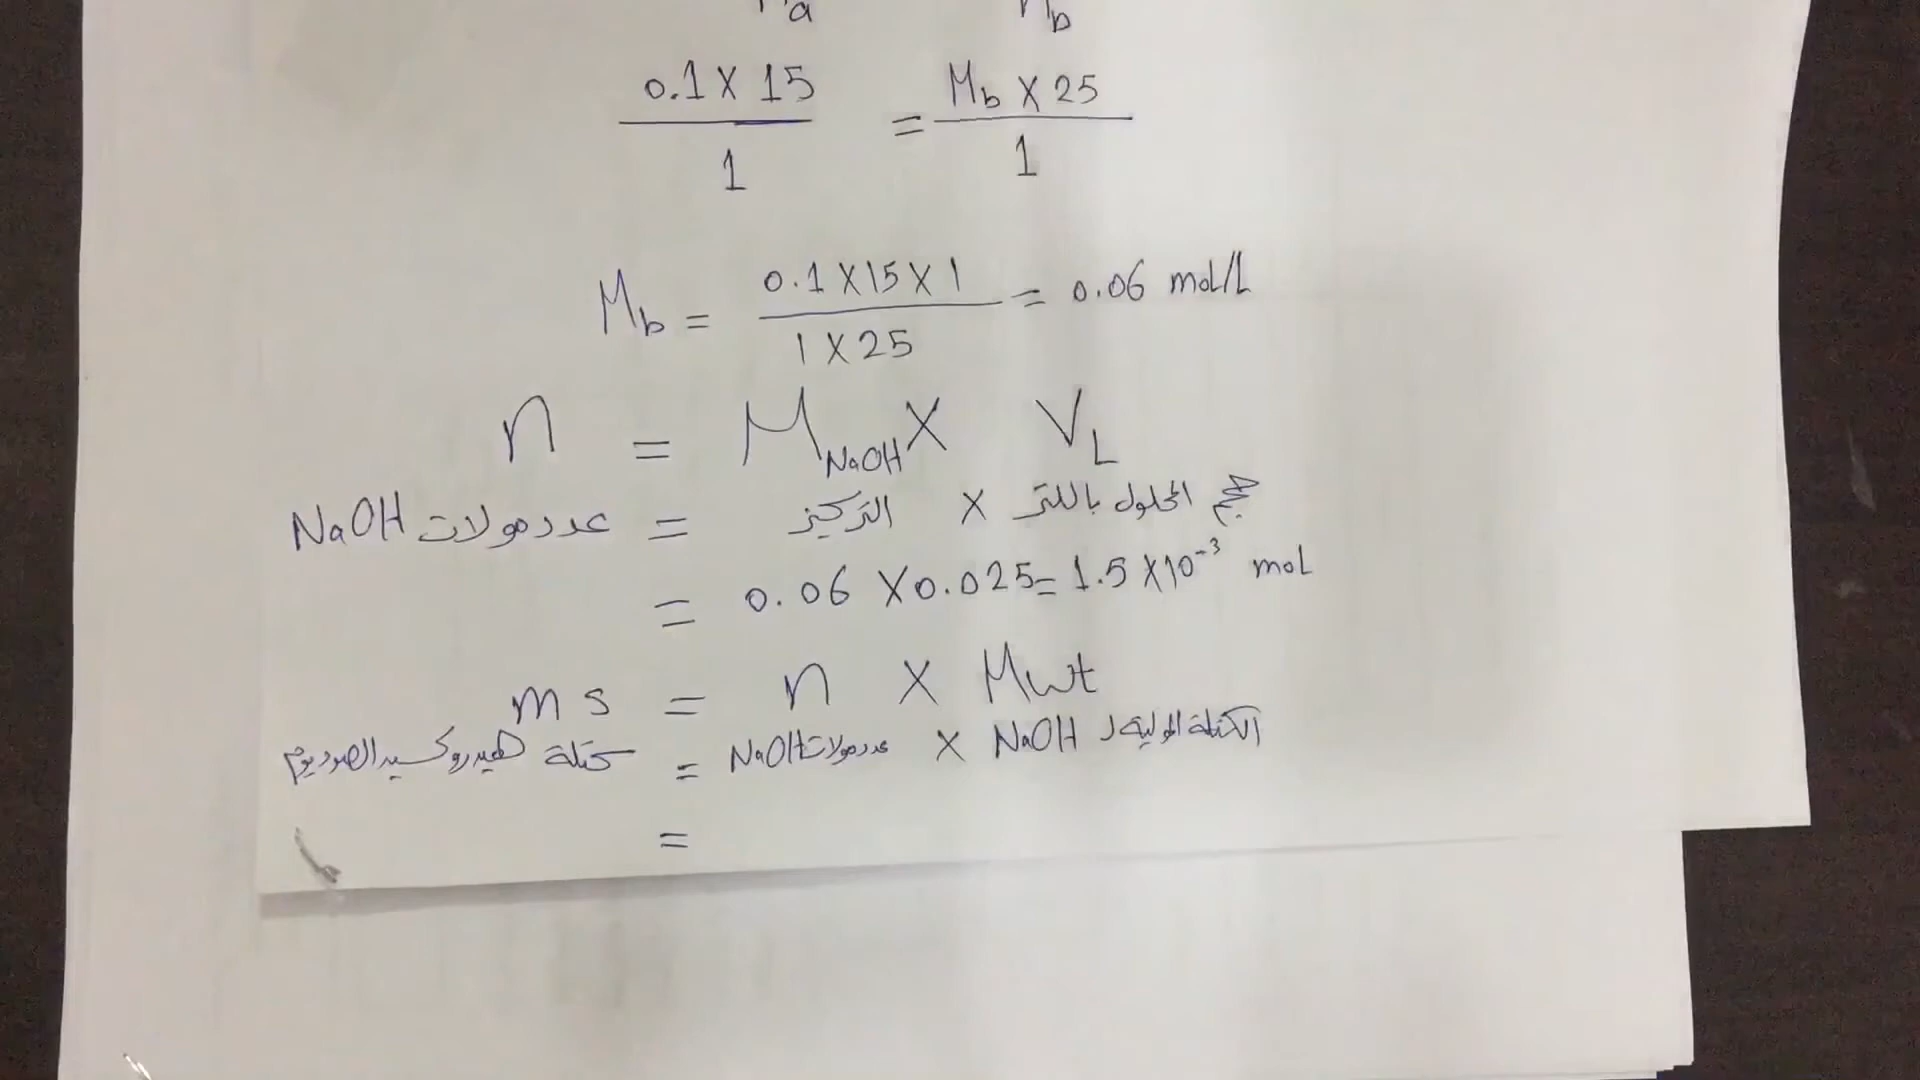 a b
0.1 X 15 = Mb X 25
1 1
Mb = 0.1 X 15 X 1 = 0.06 mol/L
1 X 25
n = M NaOH X VL
عدد مولات NaOH = التركيز X حجم المحلول باللتر
= 0.06 X 0.025 = 1.5 X 10⁻³ mol
ms = n X Mwt
كتلة هيدروكسيد الصوديوم = عدد مولات NaOH X الكتلة المولية لـ NaOH
=